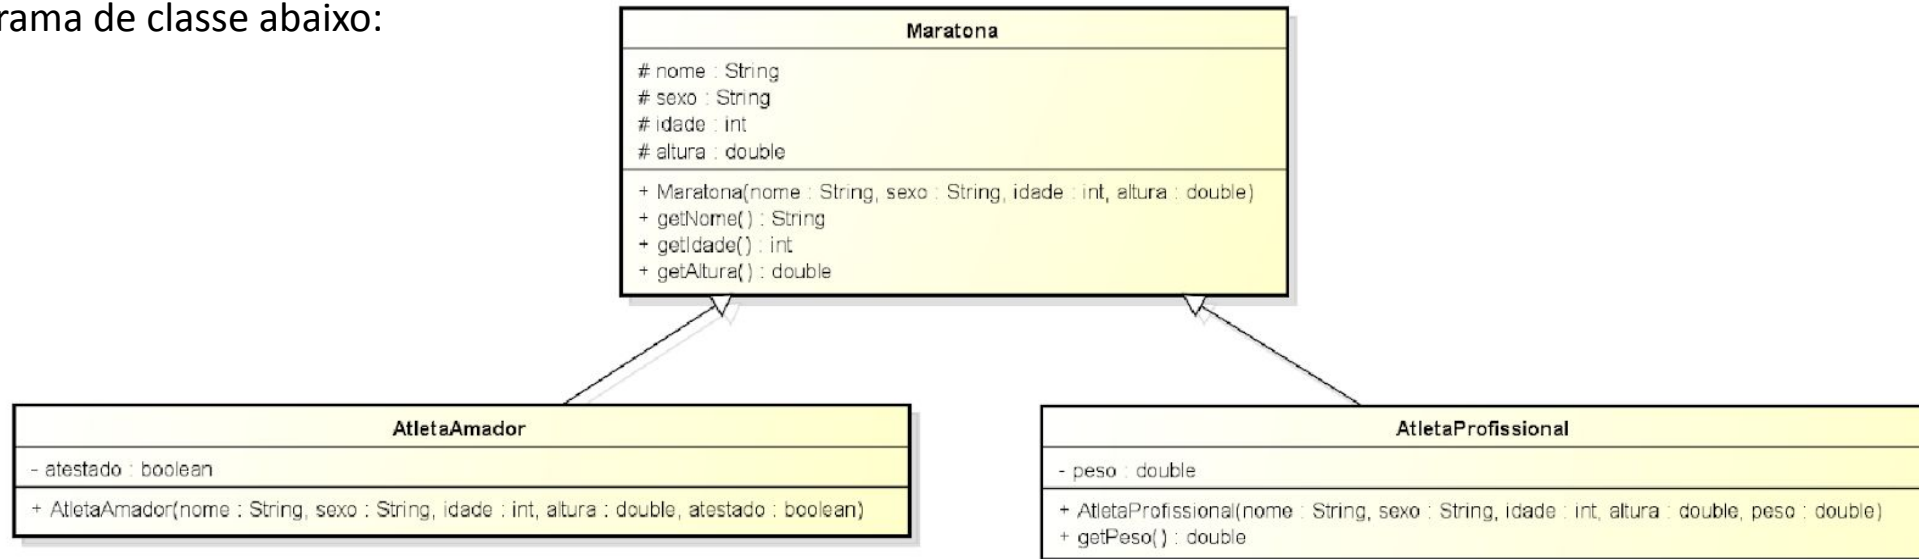 rama de classe abaixo:
Maratona
# nome : String
# sexo : String
# idade : int
# altura : double
+ Maratona(nome : String, sexo : String, idade : int, altura : double)
+ getNome() : String
+ getIdade() : int
+ getAltura() : double
AtletaAmador
- atestado : boolean
+ AtletaAmador(nome : String, sexo : String, idade : int, altura : double, atestado : boolean)
AtletaProfissional
- peso : double
+ AtletaProfissional(nome : String, sexo : String, idade : int, altura : double, peso : double)
+ getPeso() : double